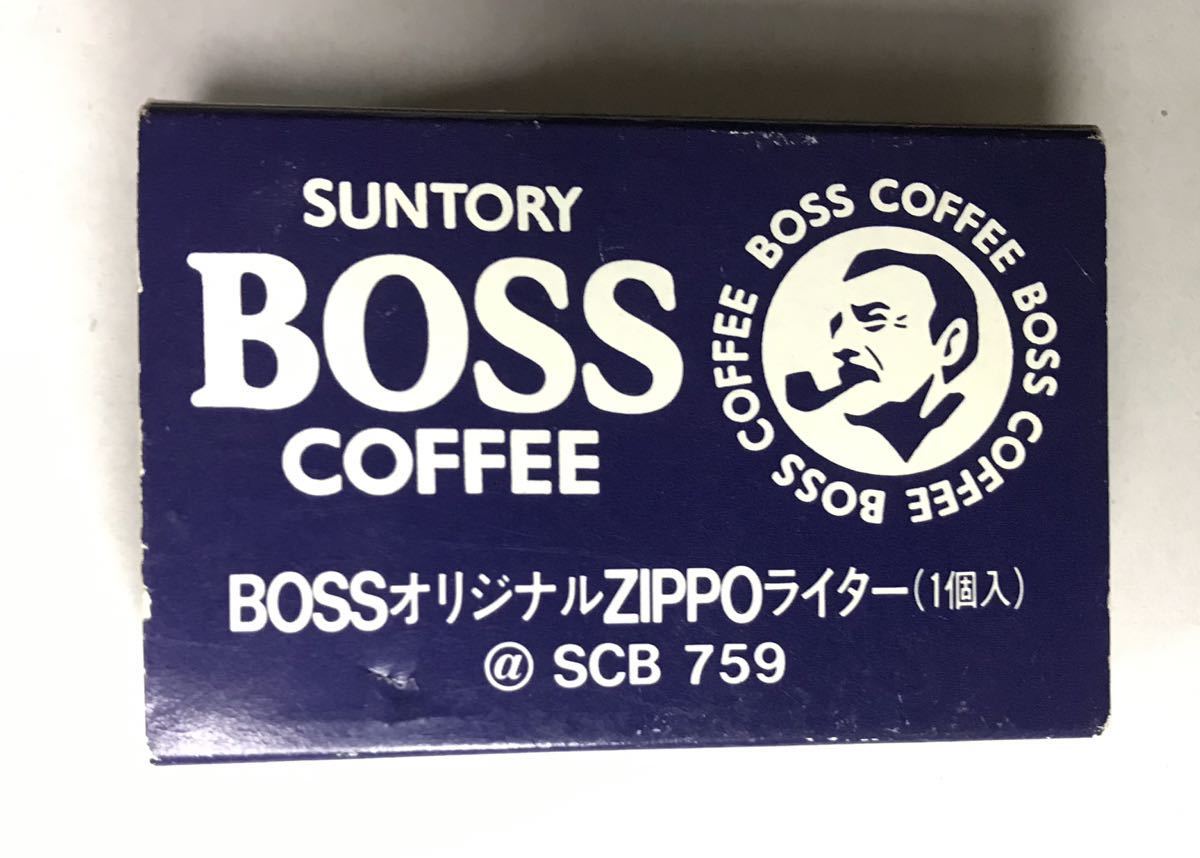 SUNTORY
BOSS
COFFEE
BOSS COFFEE BOSS COFFEE BOSS COFFEE
BOSSオリジナルZIPPOライター(1個入)
@ SCB 759